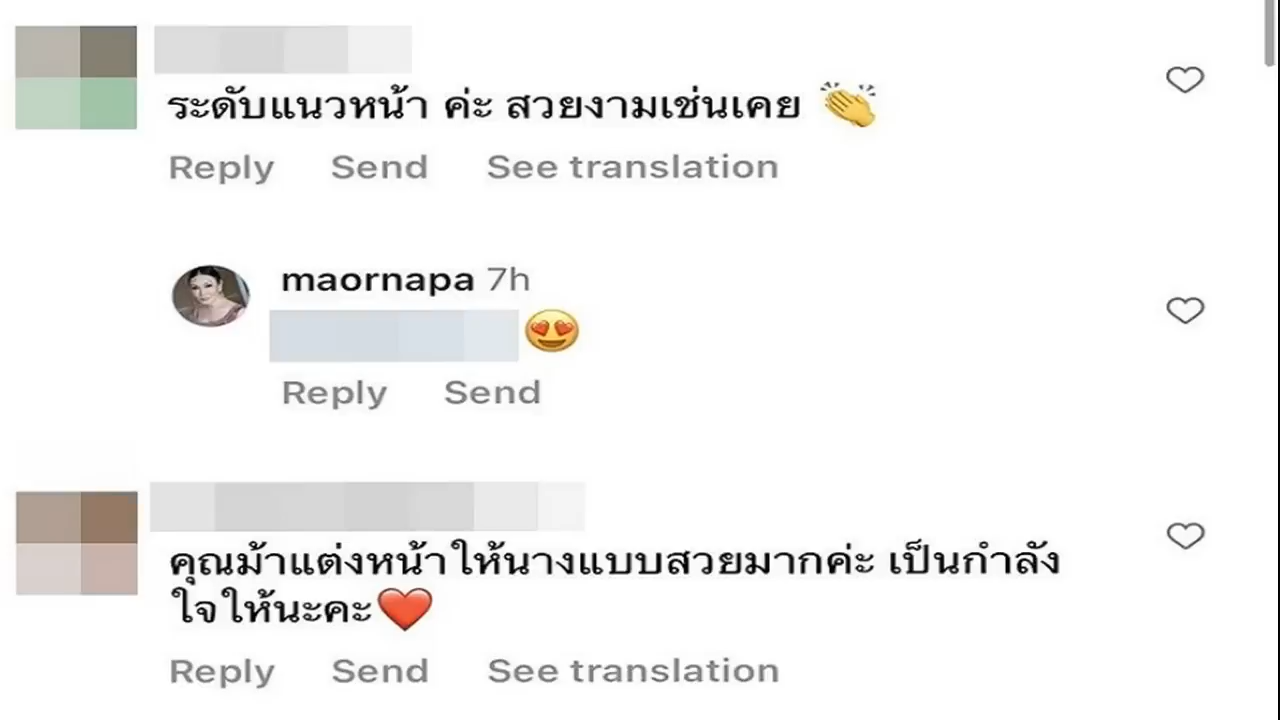 ระดับแนวหน้า ค่ะ สวยงามเช่นเคย 👏
Reply Send See translation
maornapa 7h
😍
Reply Send
คุณม้าแต่งหน้าให้นางแบบสวยมากค่ะ เป็นกำลัง
ใจให้นะคะ❤️
Reply Send See translation